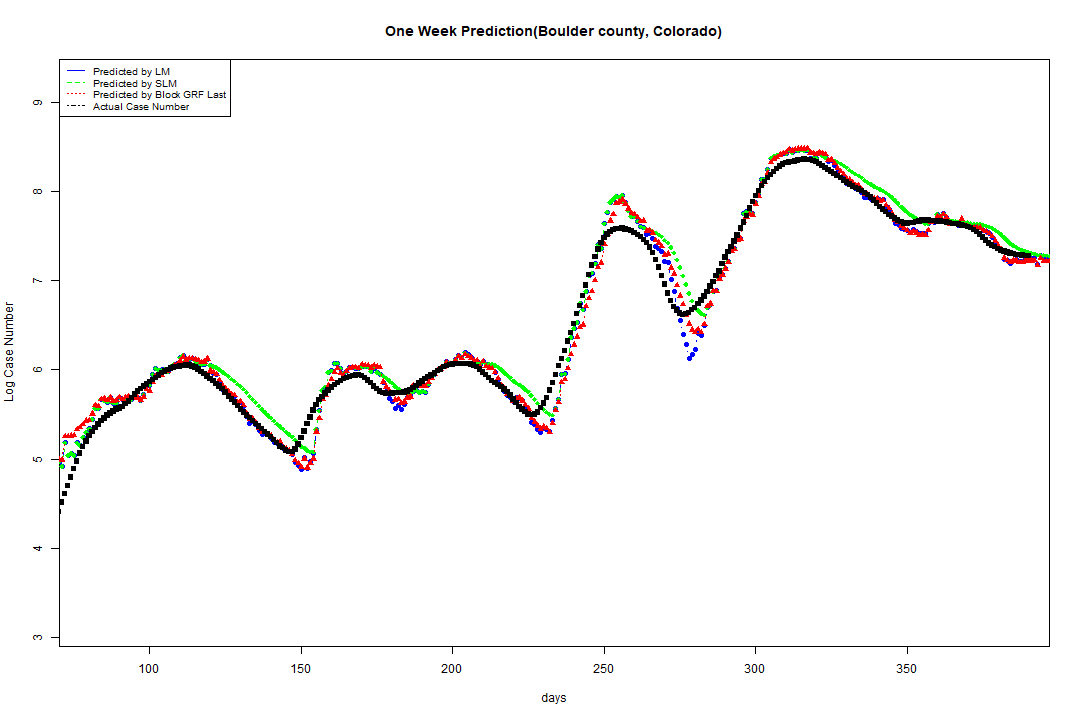 One Week Prediction(Boulder county, Colorado)
Predicted by LM
Predicted by SLM
Predicted by Block GRF Last
Actual Case Number
9
8
7
6
5
4
3
Log Case Number
100 150 200 250 300 350
days